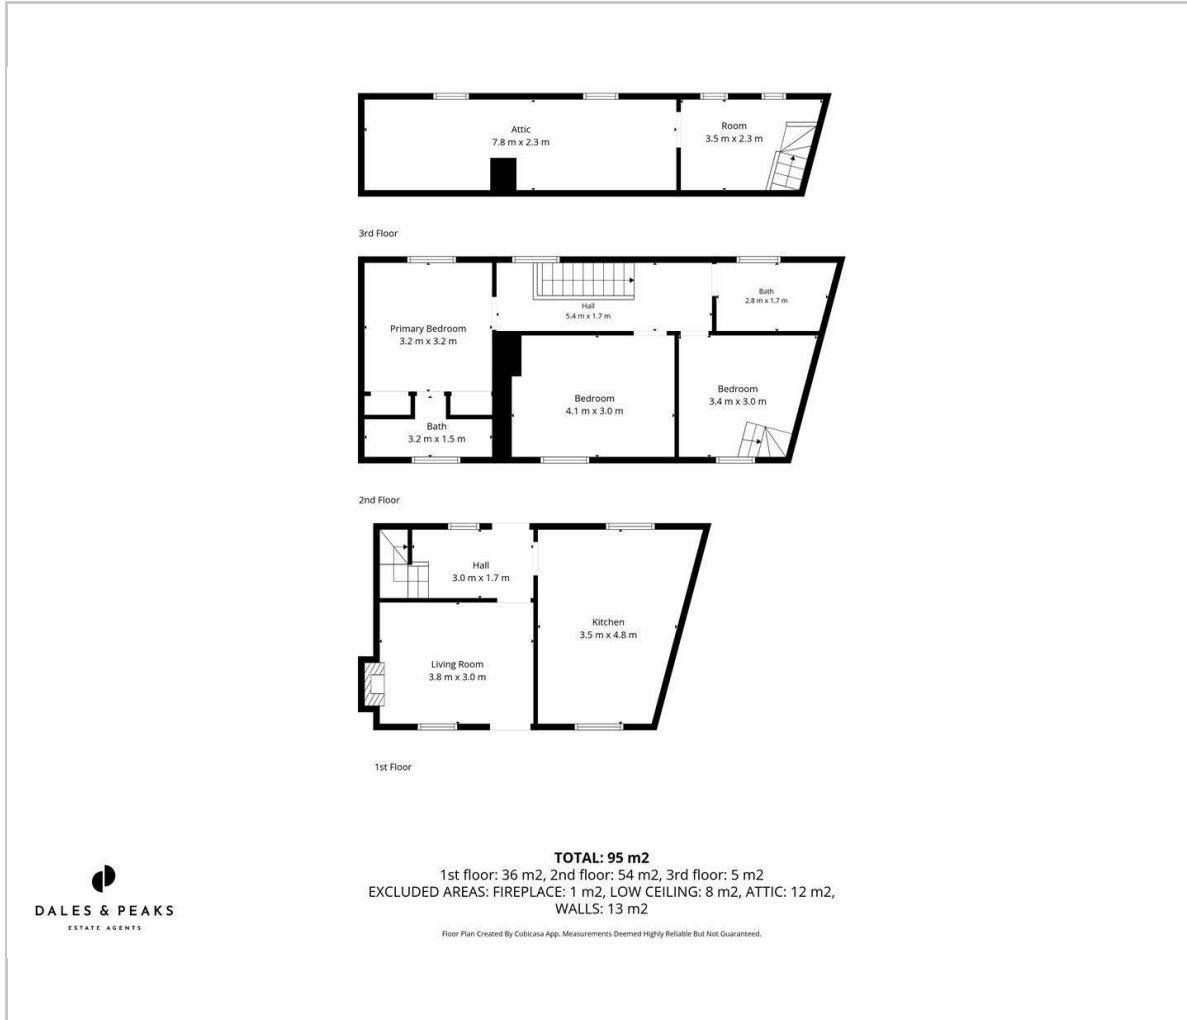 Attic
7.8 m x 2.3 m
Room
3.5 m x 2.3 m
3rd Floor
Primary Bedroom
3.2 m x 3.2 m
Hall
5.4 m x 1.7 m
Bath
2.8 m x 1.7 m
Bedroom
4.1 m x 3.0 m
Bedroom
3.4 m x 3.0 m
Bath
3.2 m x 1.5 m
2nd Floor
Hall
3.0 m x 1.7 m
Kitchen
3.5 m x 4.8 m
Living Room
3.8 m x 3.0 m
1st Floor
TOTAL: 95 m2
1st floor: 36 m2, 2nd floor: 54 m2, 3rd floor: 5 m2
EXCLUDED AREAS: FIREPLACE: 1 m2, LOW CEILING: 8 m2, ATTIC: 12 m2,
WALLS: 13 m2
Floor Plan Created By Cubicasa App. Measurements Deemed Highly Reliable But Not Guaranteed.
DALES & PEAKS
ESTATE AGENTS